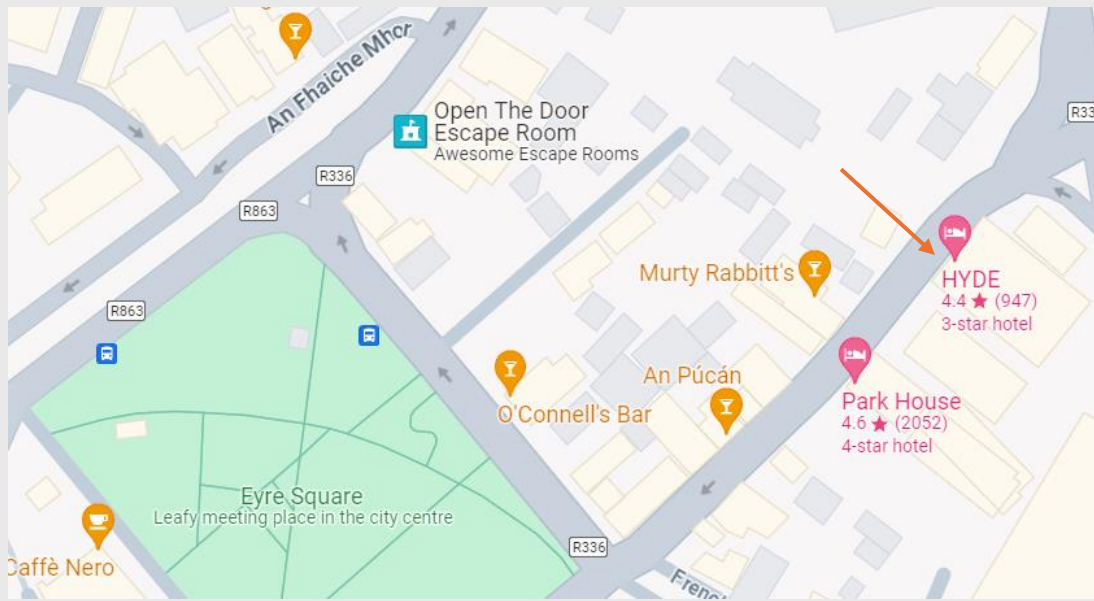 An Fhaiche Mhór
Open The Door
Escape Room
Awesome Escape Rooms
R336
R863
R863
Murty Rabbitt's
HYDE
4.4 ★ (947)
3-star hotel
An Púcán
O'Connell's Bar
Park House
4.6 ★ (2052)
4-star hotel
Eyre Square
Leafy meeting place in the city centre
Caffè Nero
R336